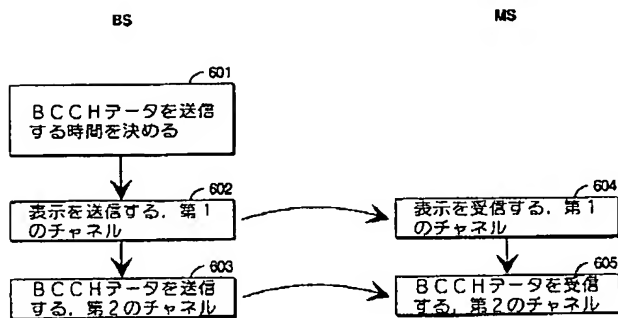 BS
MS
601
BCCHデータを送信
する時間を決める
602
表示を送信する，第1
のチャネル
604
表示を受信する，第1
のチャネル
603
BCCHデータを送信
する，第2のチャネル
605
BCCHデータを受信
する，第2のチャネル